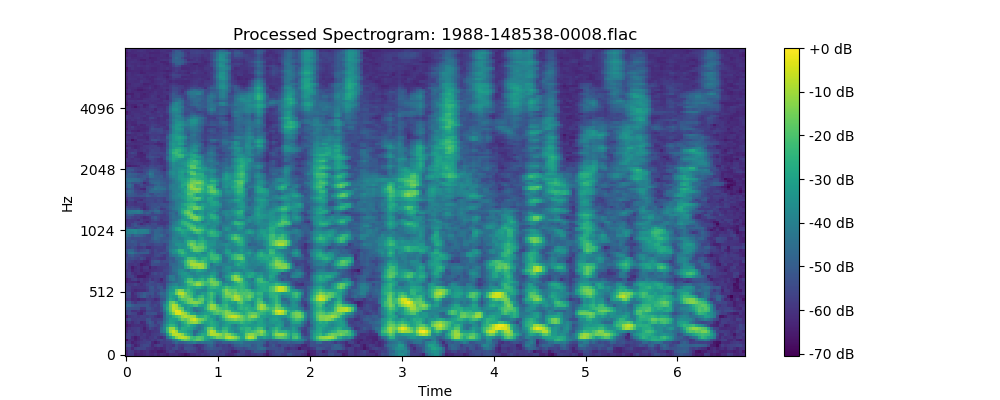 Processed Spectrogram: 1988-148538-0008.flac
+0 dB
4096
-10 dB
-20 dB
2048
-30 dB
Hz
1024
-40 dB
-50 dB
512
-60 dB
0
-70 dB
0 1 2 3 4 5 6
Time